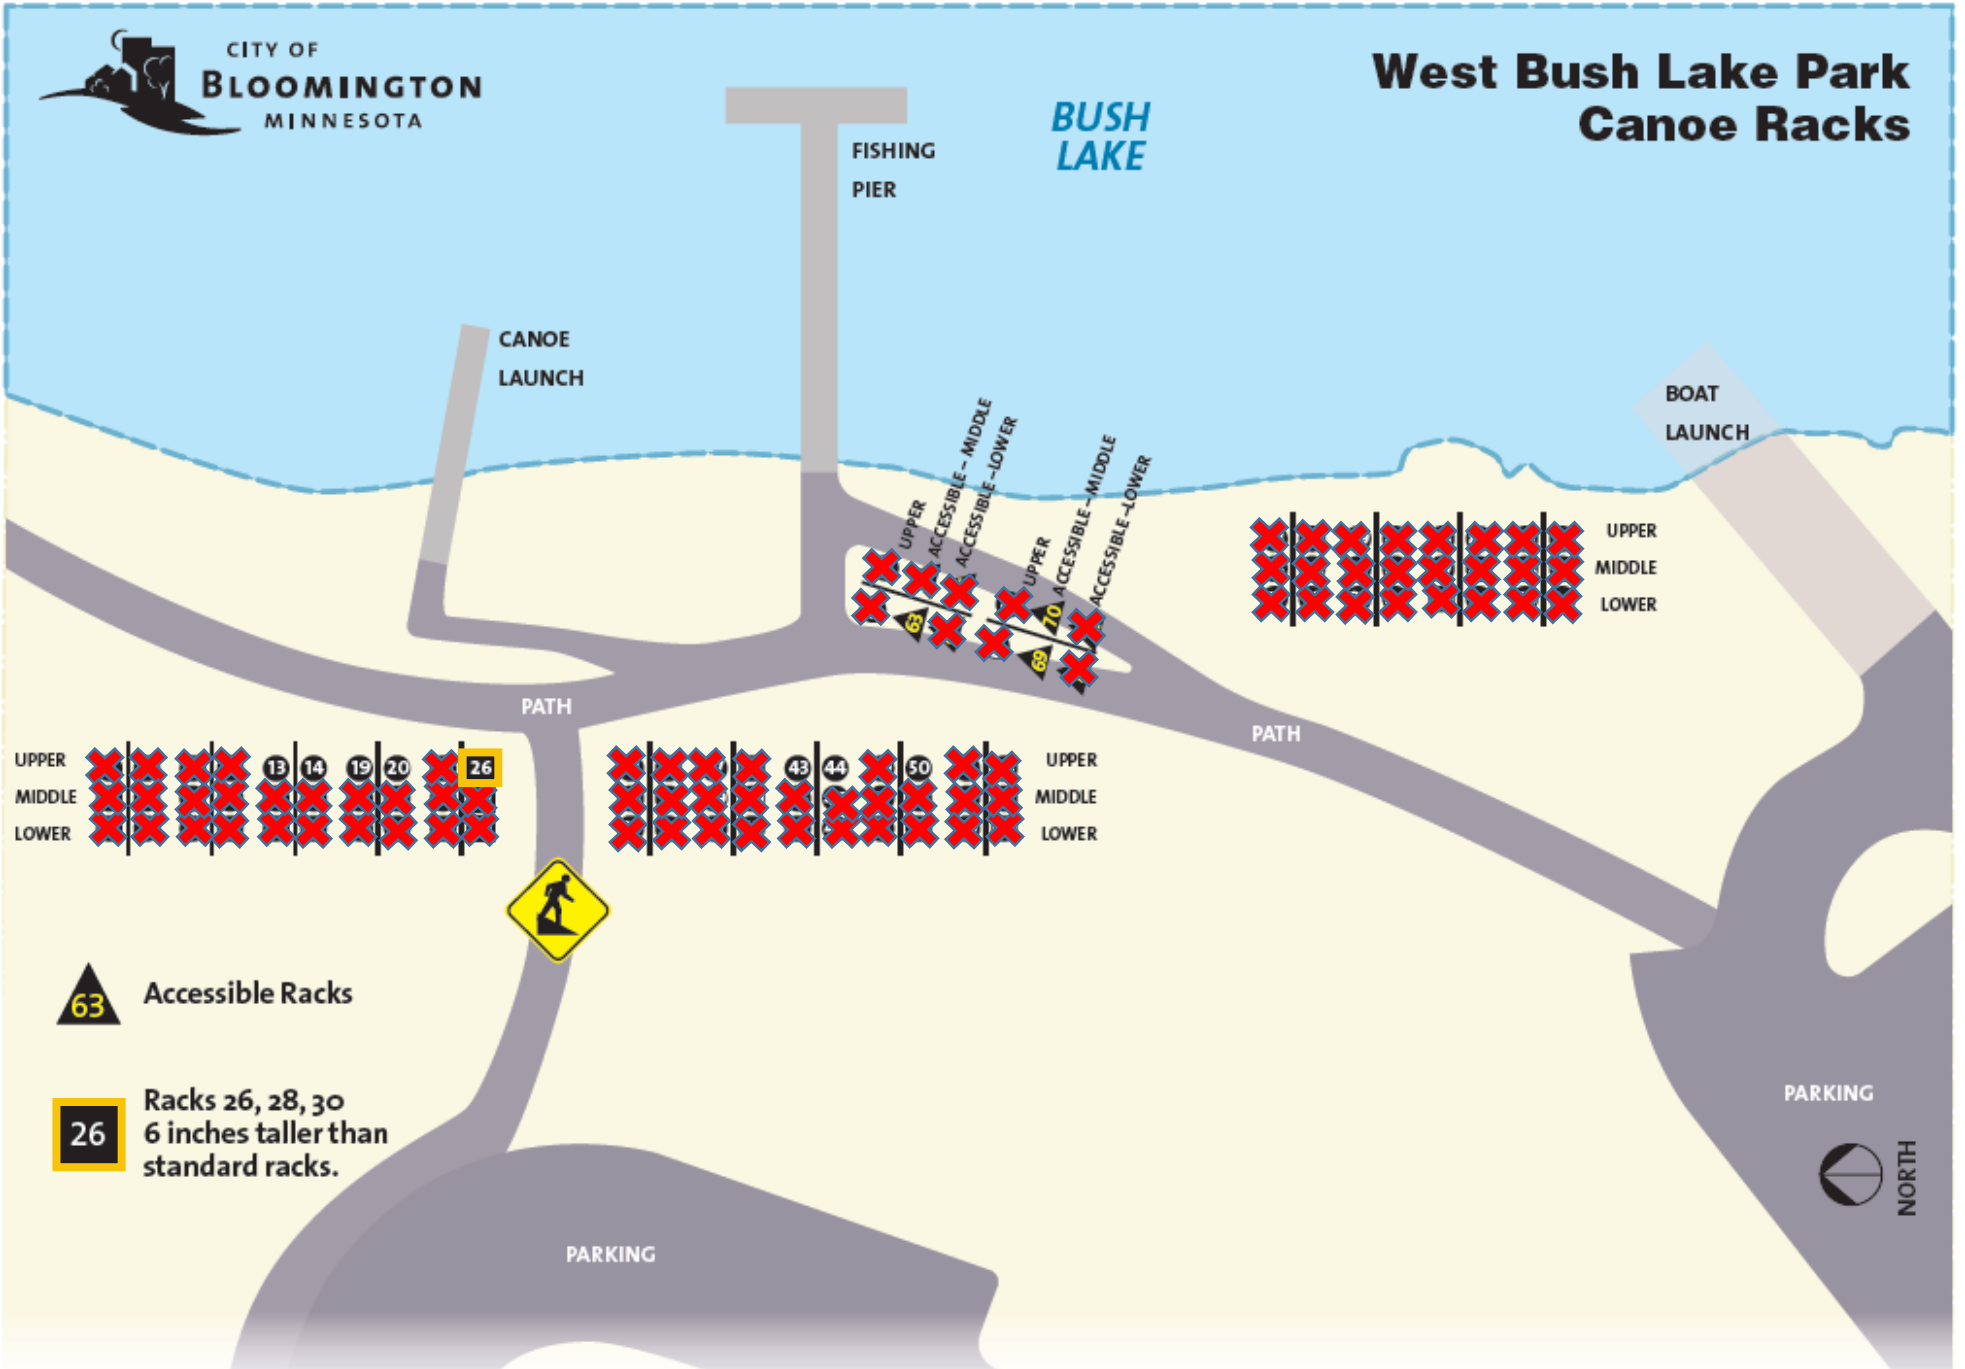 CITY OF
BLOOMINGTON
MINNESOTA
West Bush Lake Park
Canoe Racks
BUSH
LAKE
FISHING
PIER
CANOE
LAUNCH
BOAT
LAUNCH
UPPER
ACCESSIBLE – MIDDLE
ACCESSIBLE –LOWER
UPPER
ACCESSIBLE – MIDDLE
ACCESSIBLE –LOWER
63
70
69
UPPER
MIDDLE
LOWER
PATH
PATH
UPPER
MIDDLE
LOWER
13 14 19 20 26
43 44 50
UPPER
MIDDLE
LOWER
63 Accessible Racks
26
Racks 26, 28, 30
6 inches taller than
standard racks.
PARKING
PARKING
NORTH